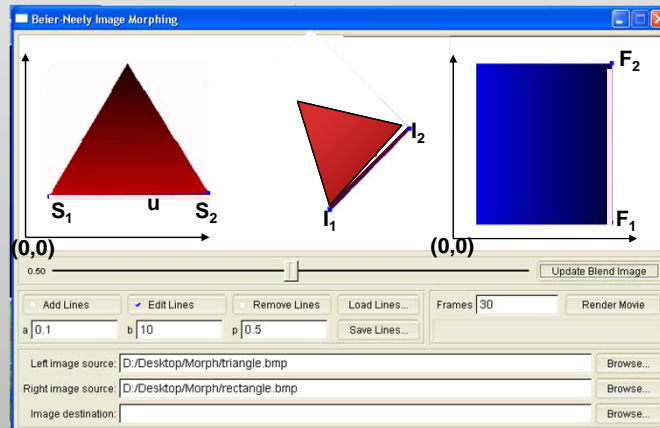 Beier-Neely Image Morphing
F₂
I₂
S₁ u S₂
I₁
F₁
(0,0) (0,0)
0.50 Update Blend Image
Add Lines Edit Lines Remove Lines Load Lines... Frames 30 Render Movie
a 0.1 b 10 p 0.5 Save Lines...
Left image source: D:/Desktop/Morph/triangle.bmp Browse...
Right image source: D:/Desktop/Morph/rectangle.bmp Browse...
Image destination: Browse...